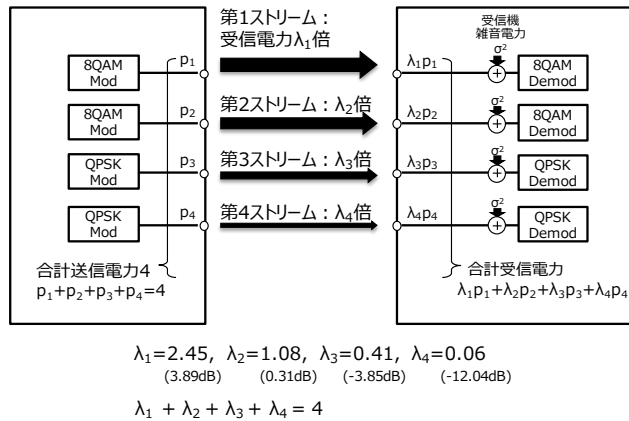 第1ストリーム：
受信電力λ₁倍
受信機
雑音電力
σ²
8QAM
Mod
p₁
λ₁p₁
8QAM
Demod
第2ストリーム：λ₂倍
σ²
8QAM
Mod
p₂
λ₂p₂
8QAM
Demod
第3ストリーム：λ₃倍
σ²
QPSK
Mod
p₃
λ₃p₃
QPSK
Demod
第4ストリーム：λ₄倍
σ²
QPSK
Mod
p₄
λ₄p₄
QPSK
Demod
合計送信電力4
p₁+p₂+p₃+p₄=4
合計受信電力
λ₁p₁+λ₂p₂+λ₃p₃+λ₄p₄
λ₁=2.45, λ₂=1.08, λ₃=0.41, λ₄=0.06
(3.89dB) (0.31dB) (-3.85dB) (-12.04dB)
λ₁ + λ₂ + λ₃ + λ₄ = 4